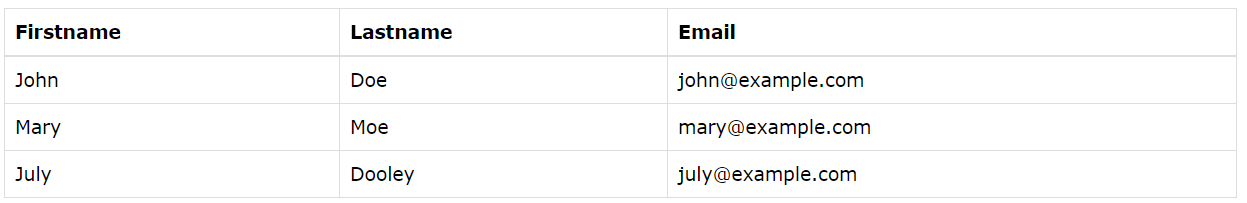 Firstname Lastname Email
John Doe john@example.com
Mary Moe mary@example.com
July Dooley july@example.com